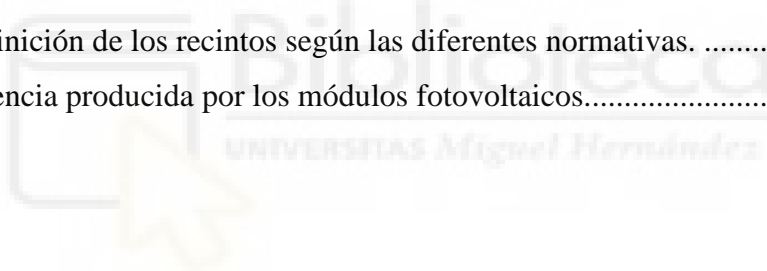 inición de los recintos según las diferentes normativas. ........
encia producida por los módulos fotovoltaicos......................
Biblioteca
UNIVERSITAS Miguel Hernández